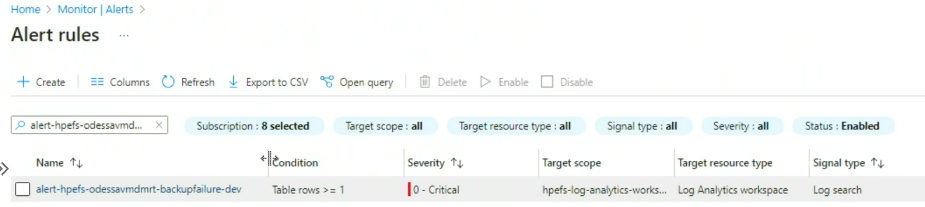 Home > Monitor | Alerts >
Alert rules ...
+ Create Columns Refresh Export to CSV Open query Delete Enable Disable
alert-hpefs-odessavmd... × Subscription : 8 selected Target scope : all Target resource type : all Signal type : all Severity : all Status : Enabled
Name ↑↓ Condition Severity ↑↓ Target scope Target resource type Signal type ↑↓
alert-hpefs-odessavmdmrt-backupfailure-dev Table rows >= 1 0 - Critical hpefs-log-analytics-works... Log Analytics workspace Log search